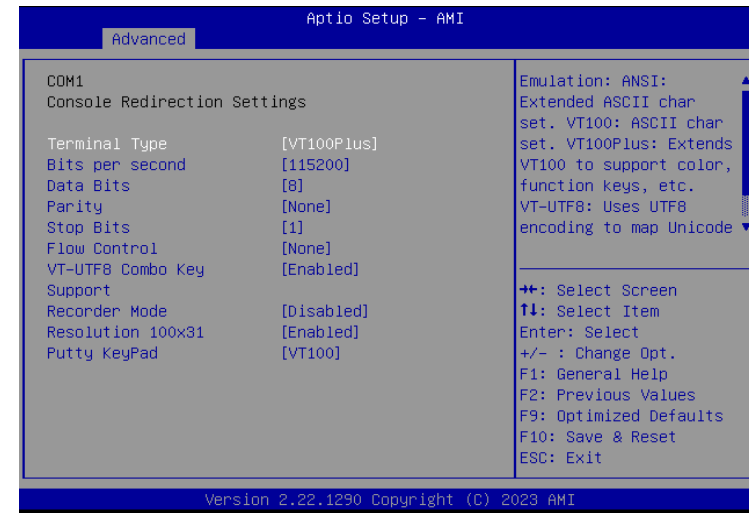 Aptio Setup – AMI
Advanced
COM1
Console Redirection Settings
Terminal Type [VT100Plus]
Bits per second [115200]
Data Bits [8]
Parity [None]
Stop Bits [1]
Flow Control [None]
VT-UTF8 Combo Key [Enabled]
Support
Recorder Mode [Disabled]
Resolution 100x31 [Enabled]
Putty KeyPad [VT100]
Emulation: ANSI:
Extended ASCII char
set. VT100: ASCII char
set. VT100Plus: Extends
VT100 to support color,
function keys, etc.
VT-UTF8: Uses UTF8
encoding to map Unicode
→←: Select Screen
↑↓: Select Item
Enter: Select
+/- : Change Opt.
F1: General Help
F2: Previous Values
F9: Optimized Defaults
F10: Save & Reset
ESC: Exit
Version 2.22.1290 Copyright (C) 2023 AMI